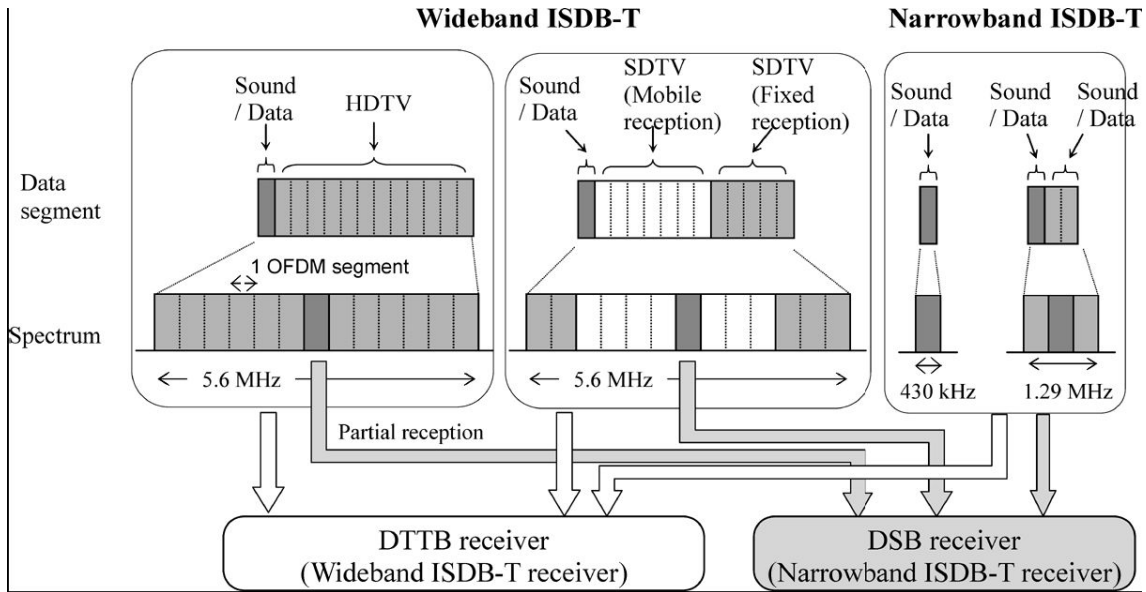 Wideband ISDB-T
Narrowband ISDB-T
Sound
/ Data
HDTV
Sound
/ Data
SDTV
(Mobile
reception)
SDTV
(Fixed
reception)
Sound
/ Data
Sound
/ Data
Sound
/ Data
Data
segment
1 OFDM segment
Spectrum
5.6 MHz
5.6 MHz
430 kHz
1.29 MHz
Partial reception
DTTB receiver
(Wideband ISDB-T receiver)
DSB receiver
(Narrowband ISDB-T receiver)